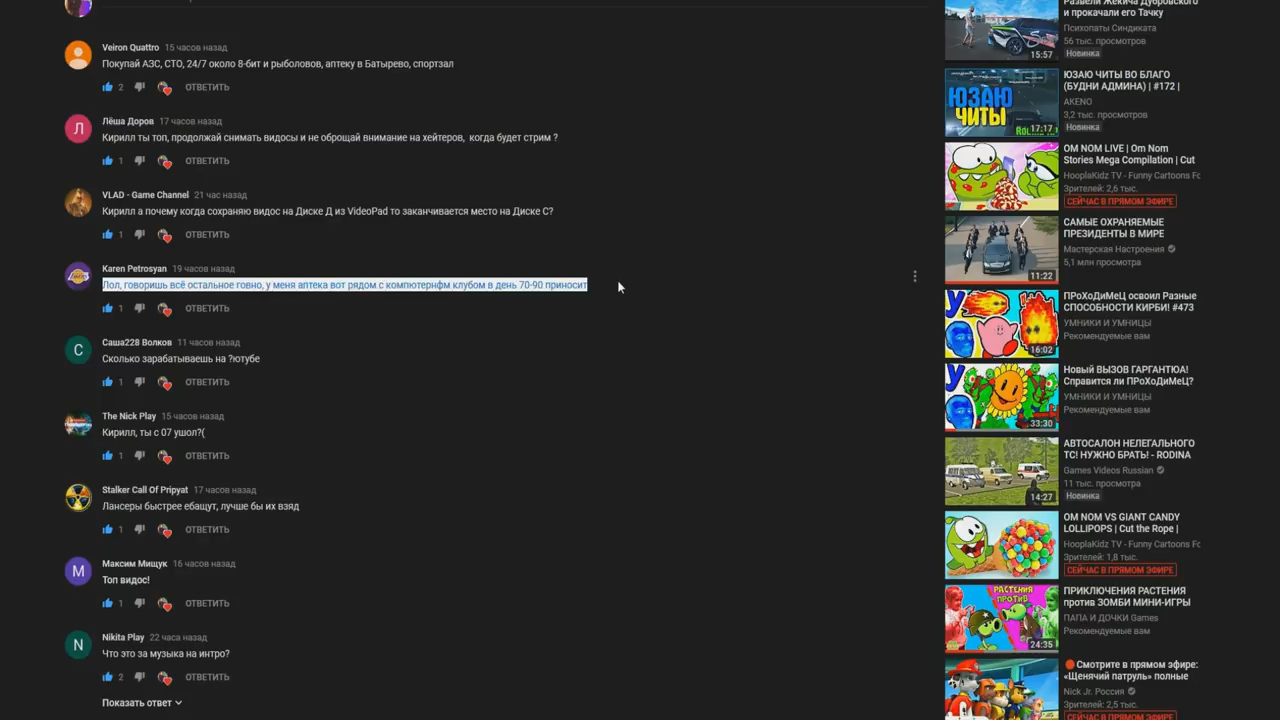 Veiron Quattro 15 часов назад
Покупай АЗС, СТО, 24/7 около 8-бит и рыболовов, аптеку в Батырево, спортзал
2 ОТВЕТИТЬ
Лёша Доров 17 часов назад
Кирилл ты топ, продолжай снимать видосы и не оброщай внимание на хейтеров, когда будет стрим ?
1 ОТВЕТИТЬ
VLAD - Game Channel 21 час назад
Кирилл а почему когда сохраняю видос на Диске Д из VideoPad то заканчивается место на Диске С?
1 ОТВЕТИТЬ
Karen Petrosyan 19 часов назад
Лол, говоришь всё остальное говно, у меня аптека вот рядом с компютернфм клубом в день 70-90 приносит
1 ОТВЕТИТЬ
Саша228 Волков 11 часов назад
Сколько зарабатываешь на ?ютубе
1 ОТВЕТИТЬ
The Nick Play 15 часов назад
Кирилл, ты с 07 ушол?(
1 ОТВЕТИТЬ
Stalker Call Of Pripyat 17 часов назад
Лансеры быстрее ебащут, лучше бы их взяд
1 ОТВЕТИТЬ
Максим Мищук 16 часов назад
Топ видос!
1 ОТВЕТИТЬ
Nikita Play 22 часа назад
Что это за музыка на интро?
2 ОТВЕТИТЬ
Показать ответ
Л
С
М
N
Развели Жекича Дубровского
и прокачали его Тачку
Психопаты Синдиката
56 тыс. просмотров
Новинка
15:57
ЮЗАЮ ЧИТЫ ВО БЛАГО
(БУДНИ АДМИНА) | #172 |
AKENO
3,2 тыс. просмотров
Новинка
ЮЗАЮ
ЧИТЫ
17:17
OM NOM LIVE | Om Nom
Stories Mega Compilation | Cut
HooplaKidz TV - Funny Cartoons Fo
Зрителей: 2,6 тыс.
СЕЙЧАС В ПРЯМОМ ЭФИРЕ
САМЫЕ ОХРАНЯЕМЫЕ
ПРЕЗИДЕНТЫ В МИРЕ
Мастерская Настроения
5,1 млн просмотров
11:22
ПРоХоДиМеЦ освоил Разные
СПОСОБНОСТИ КИРБИ! #473
УМНИКИ И УМНИЦЫ
Рекомендуемые вам
16:02
Новый ВЫЗОВ ГАРГАНТЮА!
Справится ли ПРоХоДиМеЦ?
УМНИКИ И УМНИЦЫ
Рекомендуемые вам
33:30
АВТОСАЛОН НЕЛЕГАЛЬНОГО
ТС! НУЖНО БРАТЬ! - RODINA
Games Videos Russian
11 тыс. просмотра
Новинка
14:27
OM NOM VS GIANT CANDY
LOLLIPOPS | Cut the Rope |
HooplaKidz TV - Funny Cartoons Fo
Зрителей: 1,8 тыс.
СЕЙЧАС В ПРЯМОМ ЭФИРЕ
ПРИКЛЮЧЕНИЯ РАСТЕНИЯ
против ЗОМБИ МИНИ-ИГРЫ
ПАПА И ДОЧКИ Games
Рекомендуемые вам
РАСТЕНИЯ
ПРОТИВ
24:35
Смотрите в прямом эфире:
«Щенячий патруль» полные
Nick Jr. Россия
Зрителей: 2,5 тыс.
СЕЙЧАС В ПРЯМОМ ЭФИРЕ